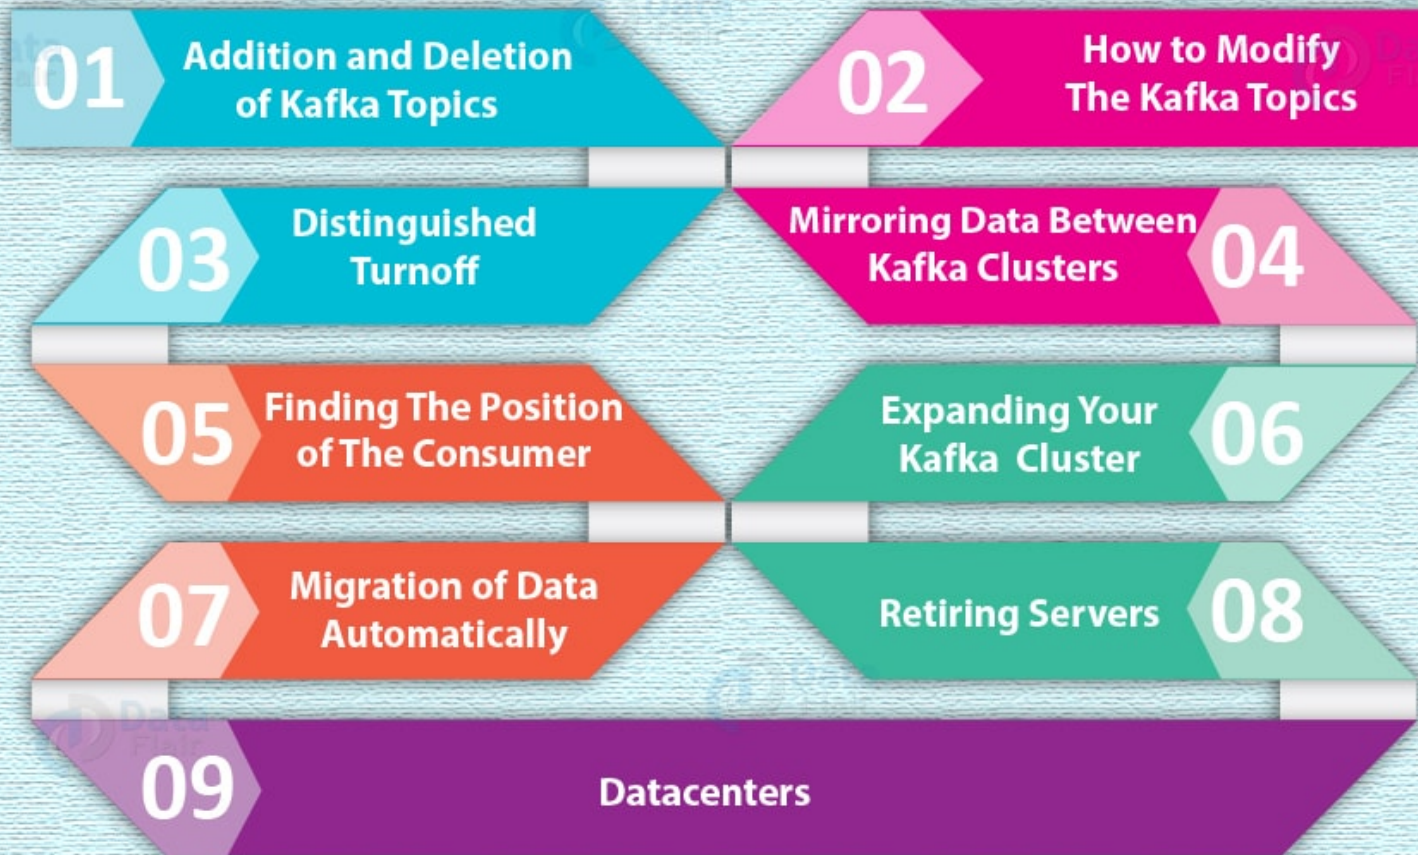 01
Addition and Deletion
of Kafka Topics
02
How to Modify
The Kafka Topics
03
Distinguished
Turnoff
Mirroring Data Between
Kafka Clusters
04
05
Finding The Position
of The Consumer
Expanding Your
Kafka Cluster
06
07
Migration of Data
Automatically
Retiring Servers
08
Data
Flair
09
Datacenters